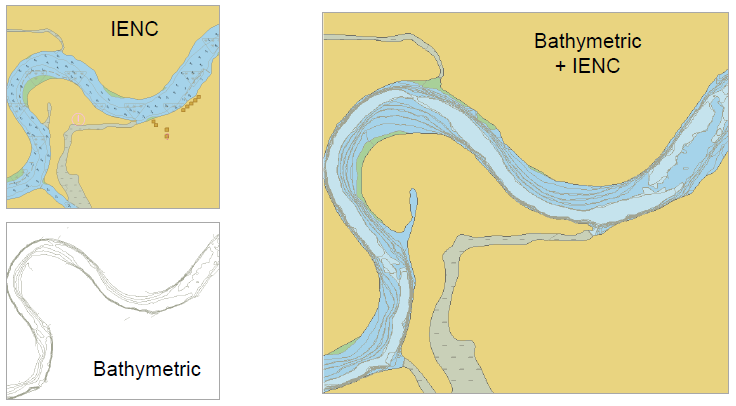 IENC
Bathymetric
Bathymetric
+ IENC